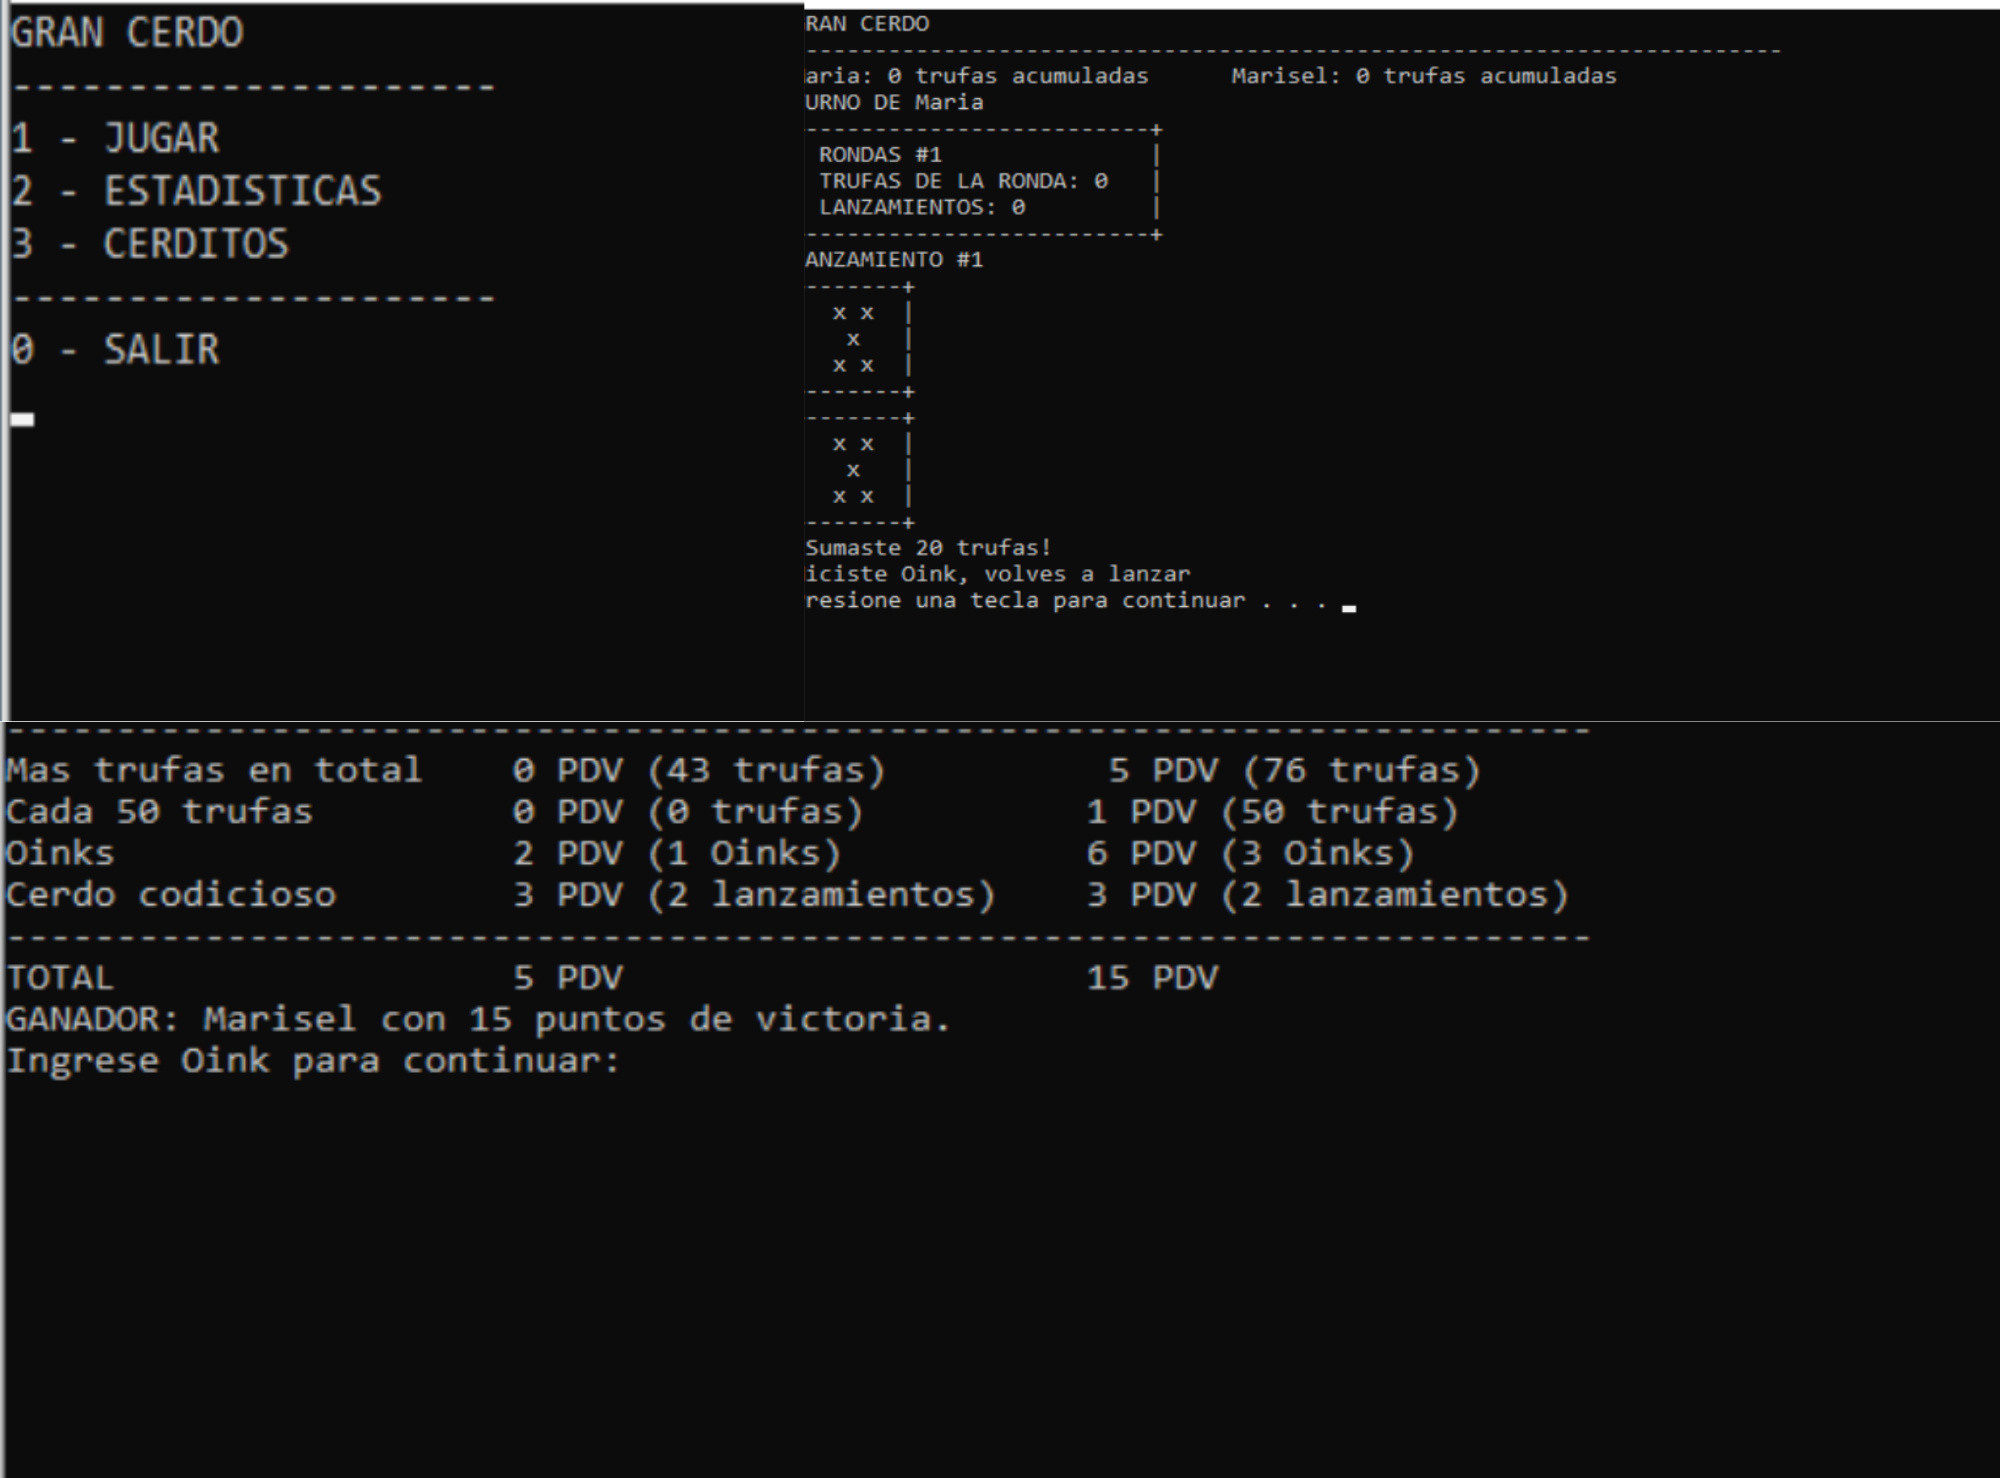 GRAN CERDO
---------------------
1 - JUGAR
2 - ESTADISTICAS
3 - CERDITOS
---------------------
0 - SALIR
RAN CERDO
-----------------------------------------------------------------------
aria: 0 trufas acumuladas      Marisel: 0 trufas acumuladas
URNO DE Maria
-------------------------+
 RONDAS #1               |
 TRUFAS DE LA RONDA: 0   |
 LANZAMIENTOS: 0         |
-------------------------+
ANZAMIENTO #1
-------+
  x x  |
   x   |
  x x  |
-------+
-------+
  x x  |
   x   |
  x x  |
-------+
Sumaste 20 trufas!
iciste Oink, volves a lanzar
resione una tecla para continuar . . .
------------------------------------------------------------------------
Mas trufas en total    0 PDV (43 trufas)          5 PDV (76 trufas)
Cada 50 trufas         0 PDV (0 trufas)          1 PDV (50 trufas)
Oinks                  2 PDV (1 Oinks)           6 PDV (3 Oinks)
Cerdo codicioso        3 PDV (2 lanzamientos)    3 PDV (2 lanzamientos)
------------------------------------------------------------------------
TOTAL                  5 PDV                     15 PDV
GANADOR: Marisel con 15 puntos de victoria.
Ingrese Oink para continuar: